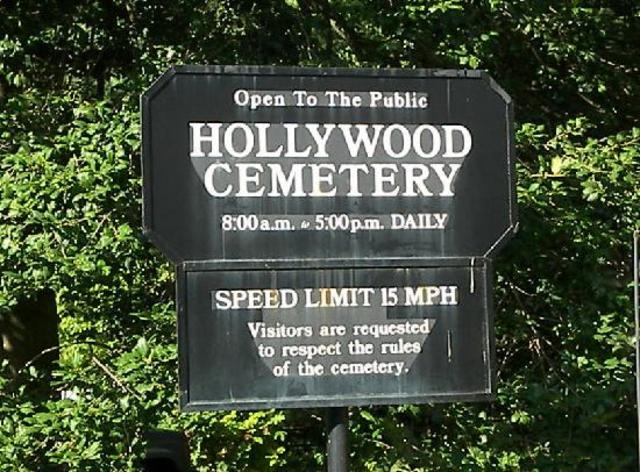 Open To The Public
HOLLYWOOD
CEMETERY
8:00 a.m. to 5:00 p.m. DAILY
SPEED LIMIT 15 MPH
Visitors are requested
to respect the rules
of the cemetery.